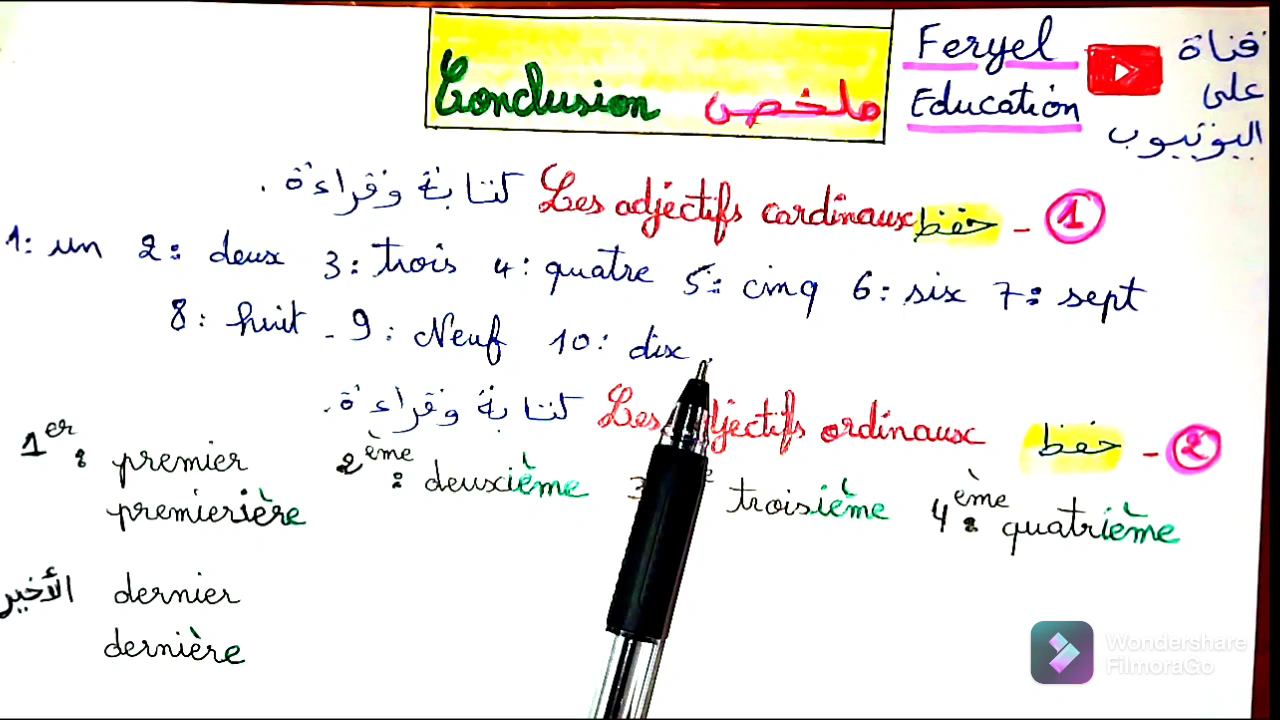 Conclusion ملخص
Feryel
Education
قناة
على
اليوتيوب
1 - حفظ Les adjectifs cardinaux كتابة وقراءة.
1: un 2: deux 3: trois 4: quatre 5: cinq 6: six 7: sept
8: huit - 9: Neuf 10: dix
2 - حفظ Les adjectifs ordinaux كتابة وقراءة.
1er: premier 2ème: deuxième 3 troisième 4ème: quatrième
premierière
الأخير dernier
dernière
Wondershare
FilmoraGo